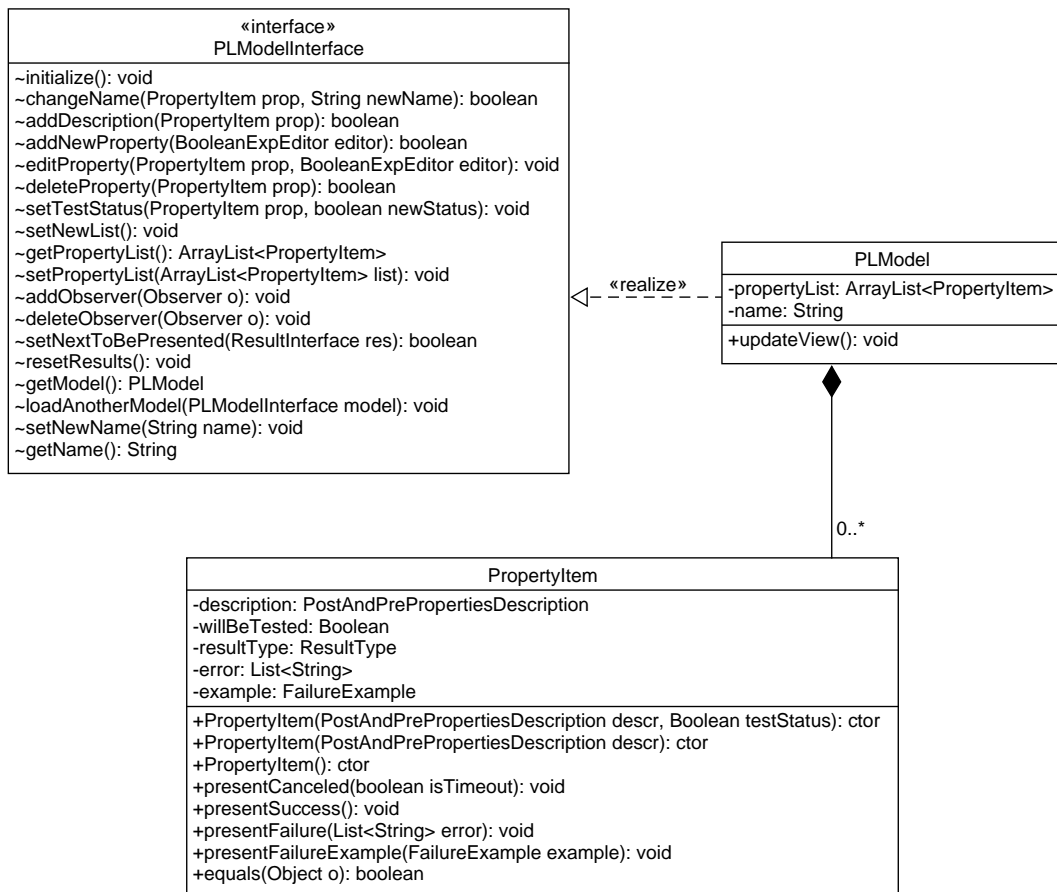 «interface»
PLModelInterface
~initialize(): void
~changeName(PropertyItem prop, String newName): boolean
~addDescription(PropertyItem prop): boolean
~addNewProperty(BooleanExpEditor editor): boolean
~editProperty(PropertyItem prop, BooleanExpEditor editor): void
~deleteProperty(PropertyItem prop): boolean
~setTestStatus(PropertyItem prop, boolean newStatus): void
~setNewList(): void
~getPropertyList(): ArrayList<PropertyItem>
~setPropertyList(ArrayList<PropertyItem> list): void
~addObserver(Observer o): void
~deleteObserver(Observer o): void
~setNextToBePresented(ResultInterface res): boolean
~resetResults(): void
~getModel(): PLModel
~loadAnotherModel(PLModelInterface model): void
~setNewName(String name): void
~getName(): String
«realize»
PLModel
-propertyList: ArrayList<PropertyItem>
-name: String
+updateView(): void
0..*
PropertyItem
-description: PostAndPrePropertiesDescription
-willBeTested: Boolean
-resultType: ResultType
-error: List<String>
-example: FailureExample
+PropertyItem(PostAndPrePropertiesDescription descr, Boolean testStatus): ctor
+PropertyItem(PostAndPrePropertiesDescription descr): ctor
+PropertyItem(): ctor
+presentCanceled(boolean isTimeout): void
+presentSuccess(): void
+presentFailure(List<String> error): void
+presentFailureExample(FailureExample example): void
+equals(Object o): boolean